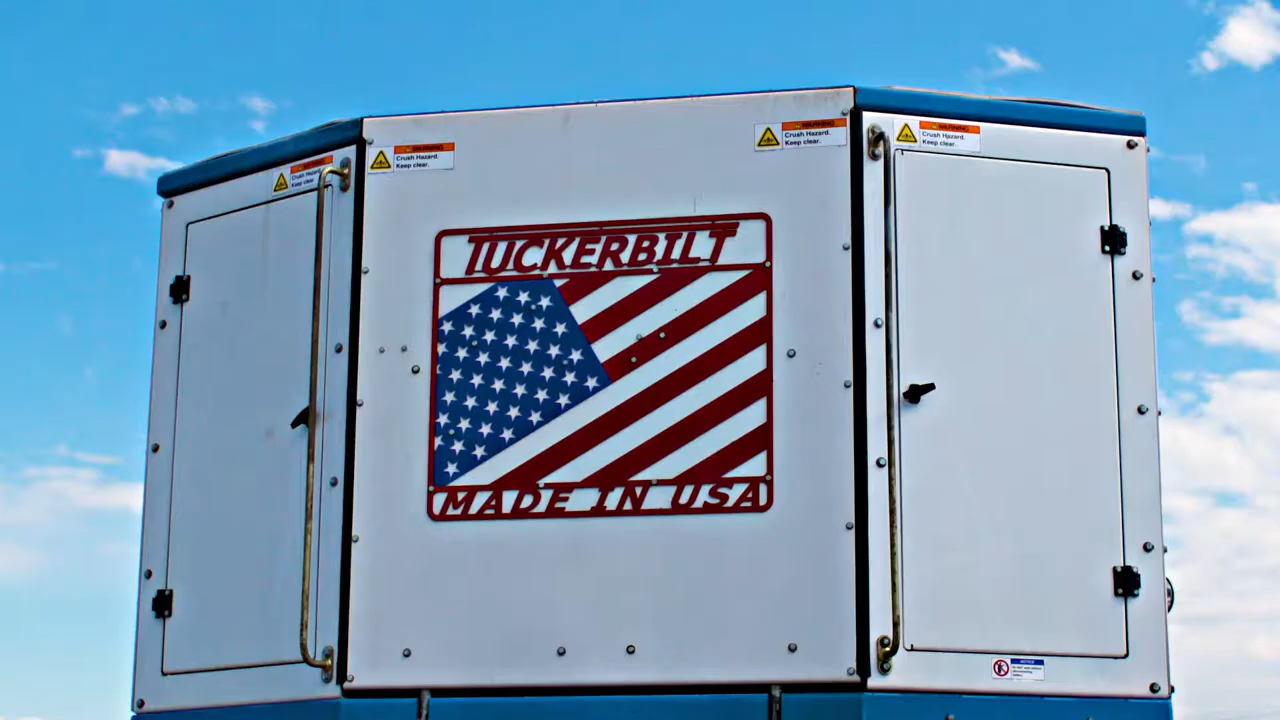 WARNING
Crush Hazard.
Keep clear.
WARNING
Crush Hazard.
Keep clear.
WARNING
Crush Hazard.
Keep clear.
WARNING
Crush Hazard.
Keep clear.
TUCKERBILT
MADE IN USA
NOTICE